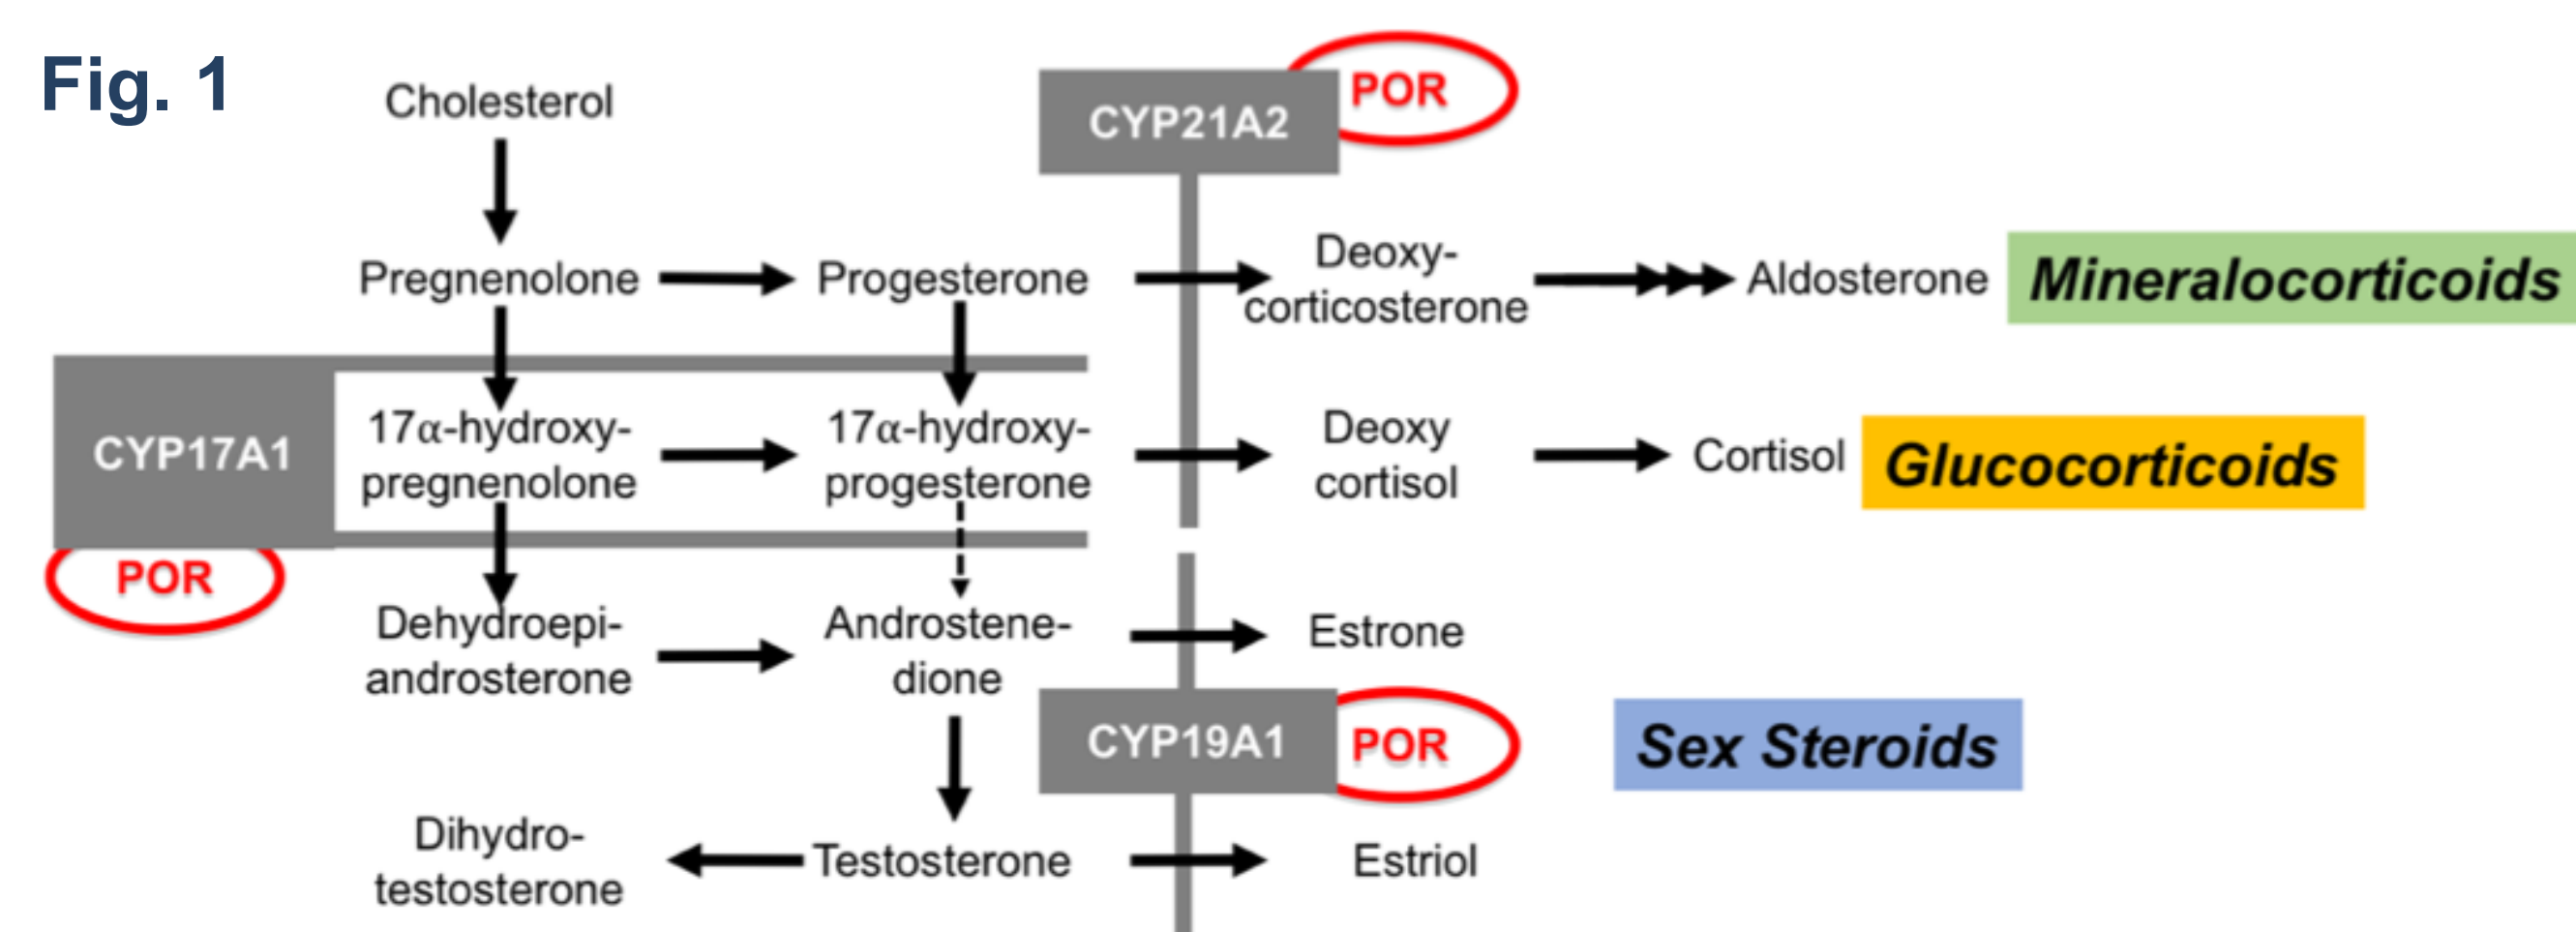 Fig. 1
Cholesterol
CYP21A2
POR
Pregnenolone
Progesterone
Deoxy-
corticosterone
Aldosterone
Mineralocorticoids
CYP17A1
POR
17α-hydroxy-
pregnenolone
17α-hydroxy-
progesterone
Deoxy
cortisol
Cortisol
Glucocorticoids
Dehydroepi-
androsterone
Androstene-
dione
Estrone
CYP19A1
POR
Sex Steroids
Dihydro-
testosterone
Testosterone
Estriol